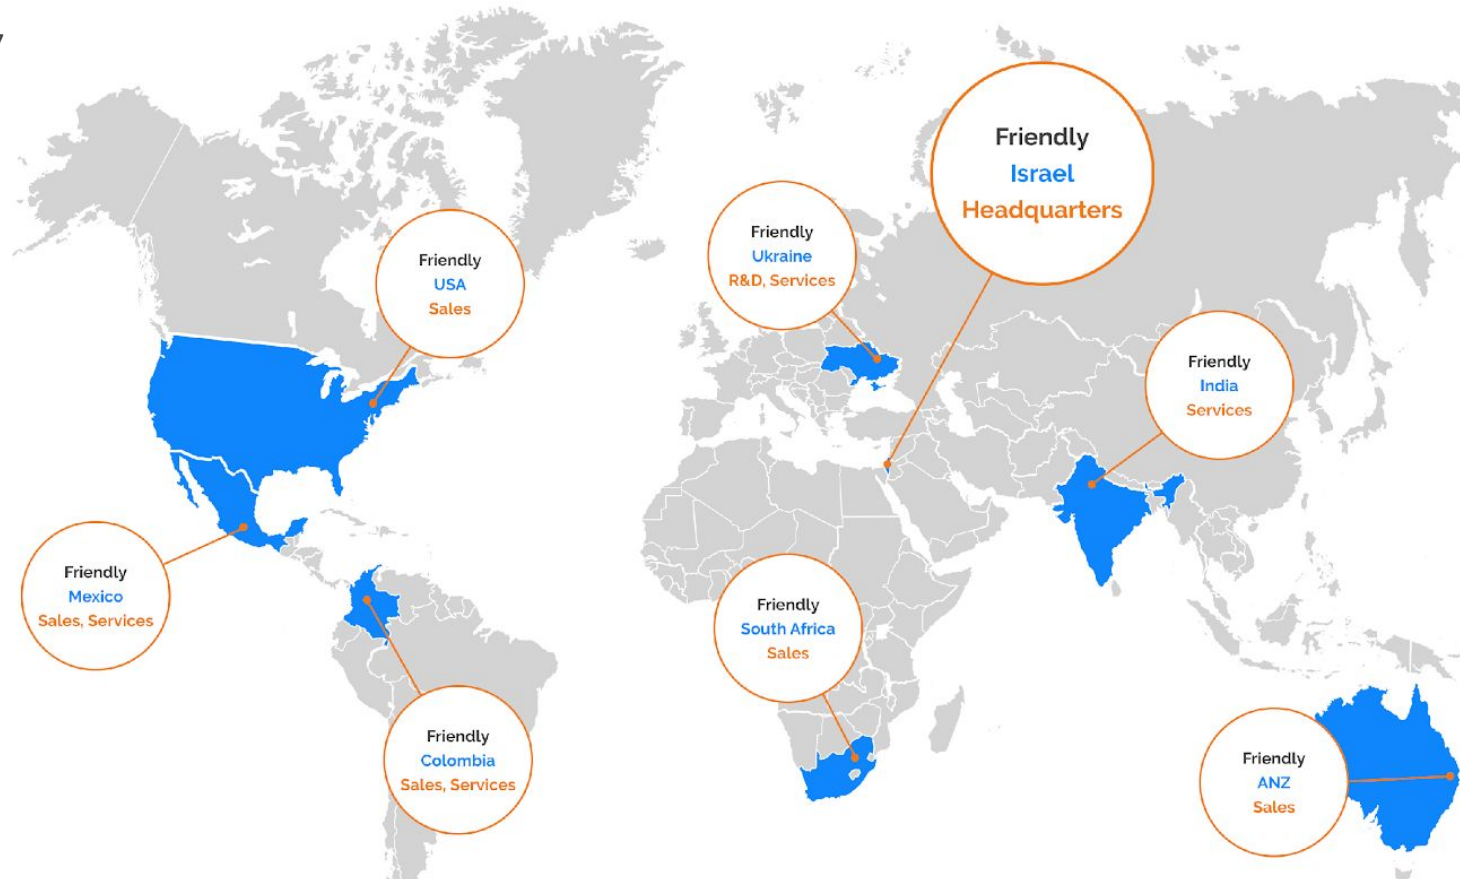 Friendly
Israel
Headquarters
Friendly
Ukraine
R&D, Services
Friendly
USA
Sales
Friendly
India
Services
Friendly
Mexico
Sales, Services
Friendly
South Africa
Sales
Friendly
Colombia
Sales, Services
Friendly
ANZ
Sales